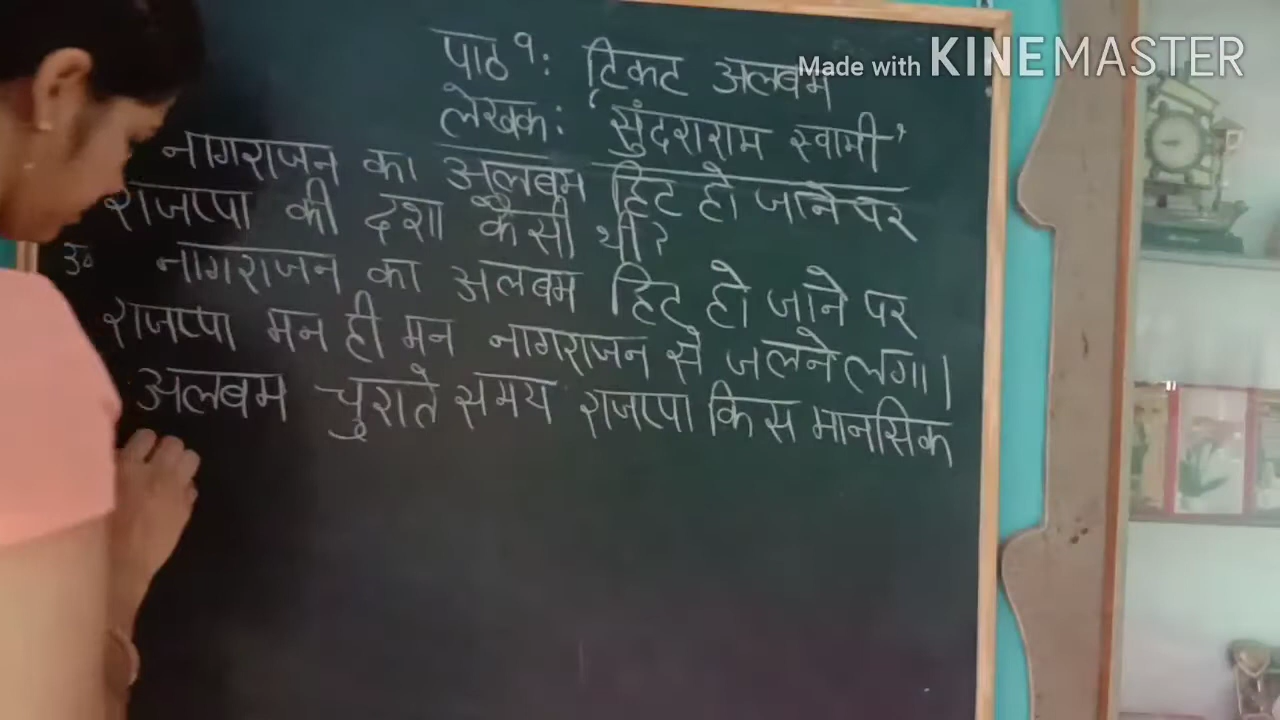 Made with KINEMASTER
पाठ १: टिकट अलबम
लेखक: सुंदराराम स्वामी'
नागराजन का अलबम हिट हो जाने पर
राजप्पा की दशा कैसी थी?
उ० नागराजन का अलबम हिट हो जाने पर
राजप्पा मन ही मन नागराजन से जलने लगा।
अलबम चुराते समय राजप्पा किस मानसिक